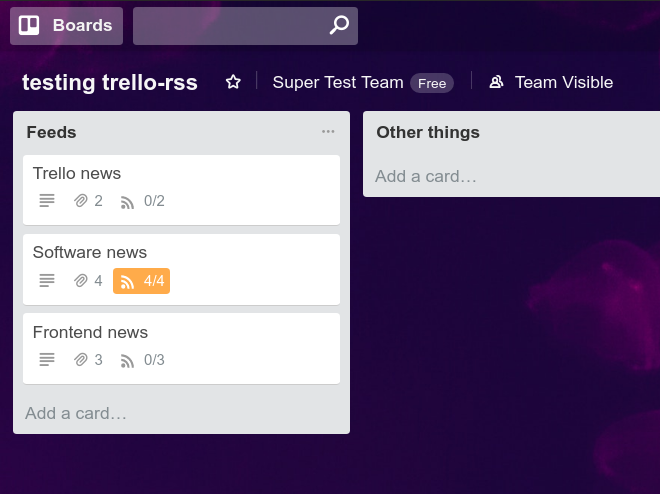 Boards
testing trello-rss Super Test Team Free Team Visible
Feeds
Trello news
2 0/2
Software news
4 4/4
Frontend news
3 0/3
Add a card…
Other things
Add a card…